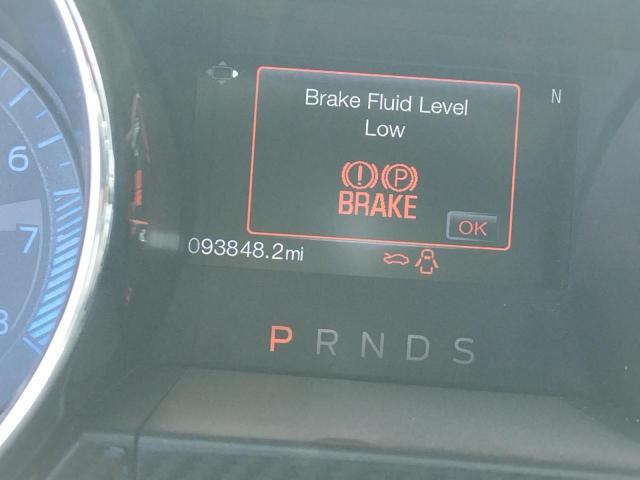 Brake Fluid Level
Low
N
(!) (P)
BRAKE
OK
093848.2mi
P R N D S
6
7
8